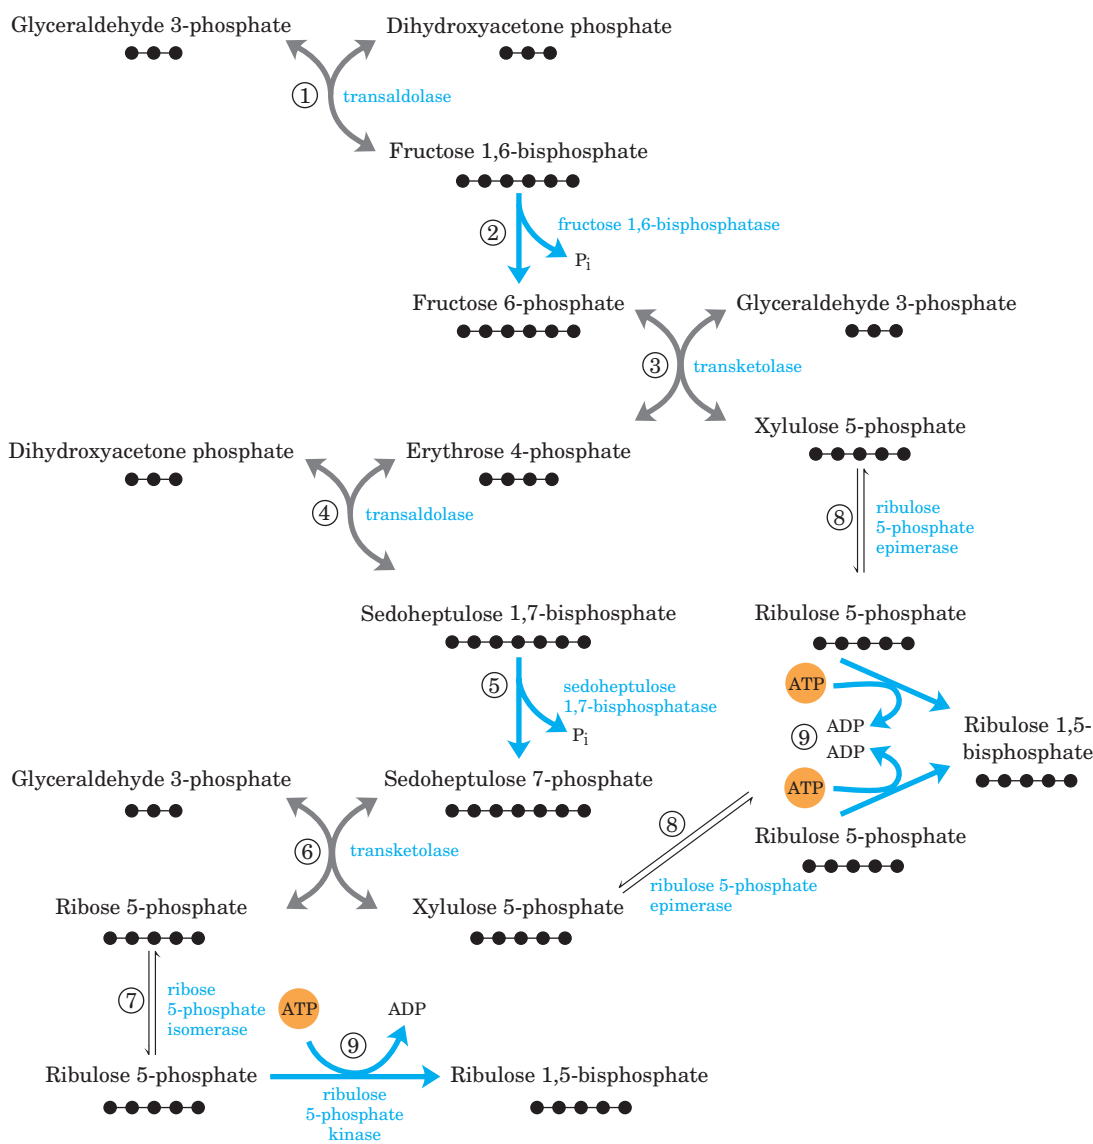 Glyceraldehyde 3-phosphate
Dihydroxyacetone phosphate
① transaldolase
Fructose 1,6-bisphosphate
② fructose 1,6-bisphosphatase
Pi
Fructose 6-phosphate
Glyceraldehyde 3-phosphate
③ transketolase
Xylulose 5-phosphate
Dihydroxyacetone phosphate
Erythrose 4-phosphate
④ transaldolase
⑧ ribulose
5-phosphate
epimerase
Sedoheptulose 1,7-bisphosphate
Ribulose 5-phosphate
⑤ sedoheptulose
1,7-bisphosphatase
Pi
ATP
ADP
⑨
ADP
ATP
Ribulose 1,5-
bisphosphate
Glyceraldehyde 3-phosphate
Sedoheptulose 7-phosphate
Ribulose 5-phosphate
⑥ transketolase
⑧
ribulose 5-phosphate
epimerase
Ribose 5-phosphate
Xylulose 5-phosphate
⑦ ribose
5-phosphate
isomerase
ATP
ADP
⑨
Ribulose 5-phosphate
Ribulose 1,5-bisphosphate
ribulose
5-phosphate
kinase